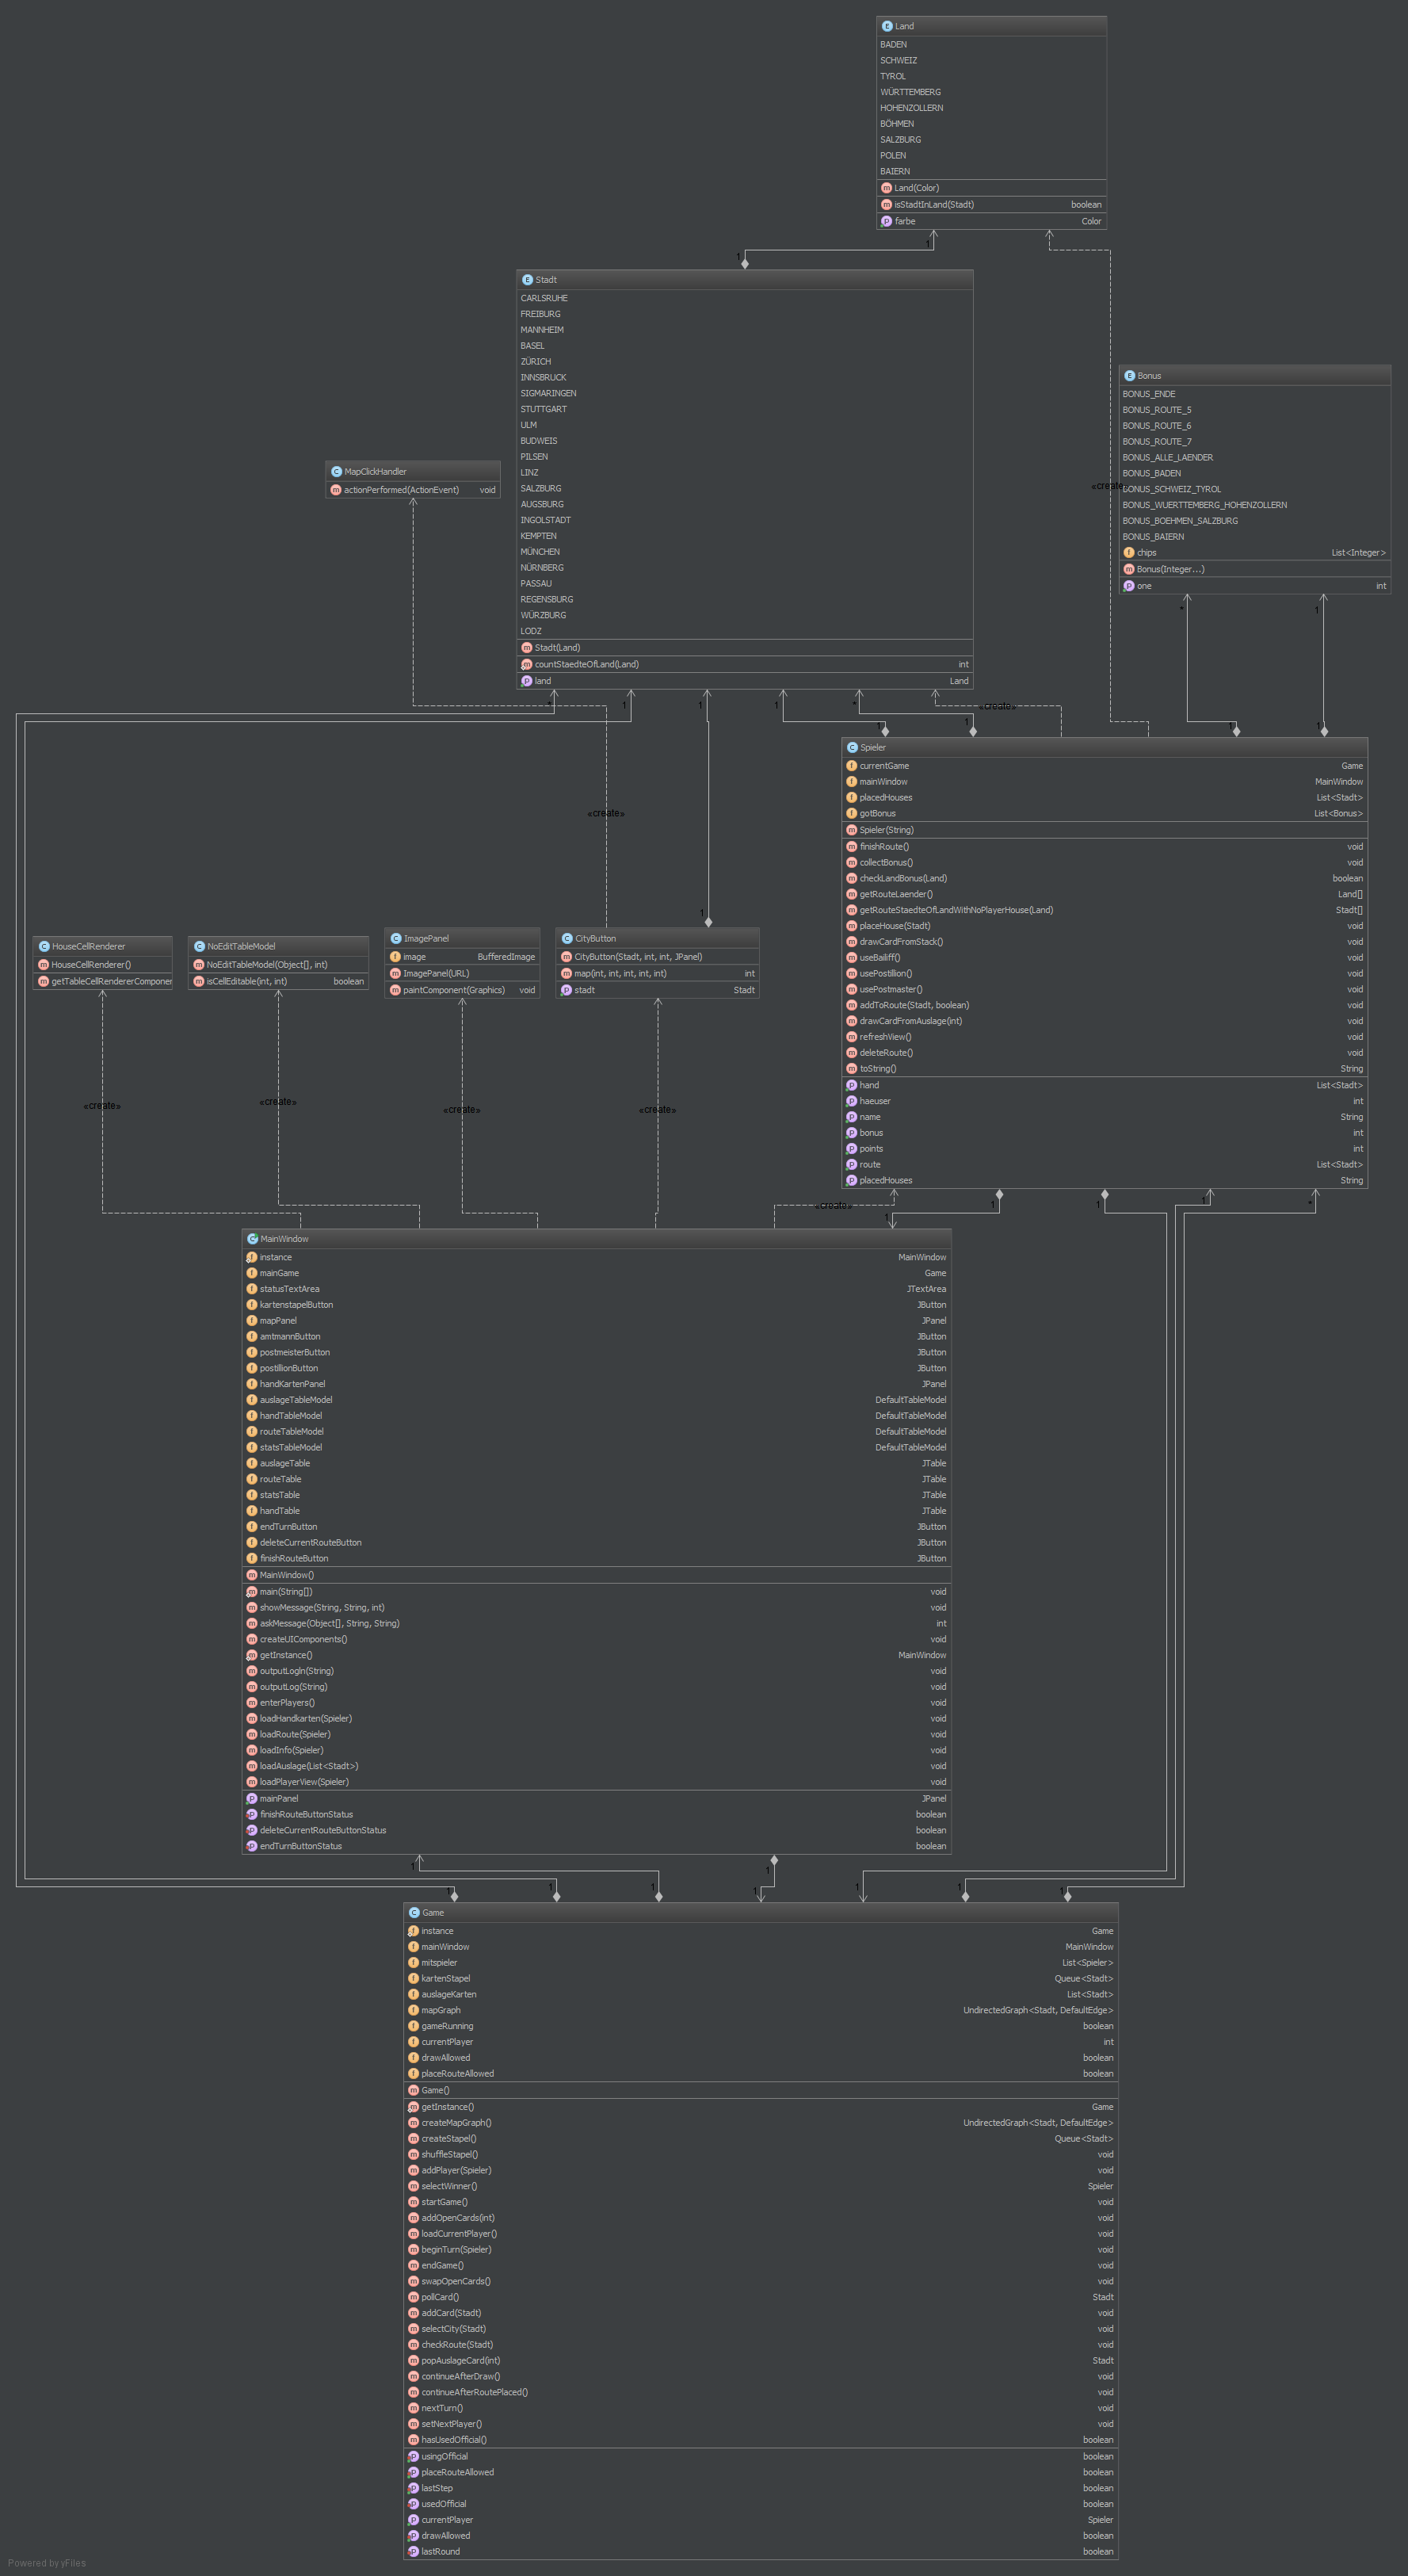 Land
BADEN
SCHWEIZ
TYROL
WÜRTTEMBERG
HOHENZOLLERN
BÖHMEN
SALZBURG
POLEN
BAIERN
Land(Color)
isStadtInLand(Stadt) boolean
farbe Color
1
1
Stadt
CARLSRUHE
FREIBURG
MANNHEIM
BASEL
ZÜRICH
INNSBRUCK
SIGMARINGEN
STUTTGART
ULM
BUDWEIS
PILSEN
LINZ
SALZBURG
AUGSBURG
INGOLSTADT
KEMPTEN
MÜNCHEN
NÜRNBERG
PASSAU
REGENSBURG
WÜRZBURG
LODZ
Stadt(Land)
countStaedteOfLand(Land) int
land Land
Bonus
BONUS_ENDE
BONUS_ROUTE_5
BONUS_ROUTE_6
BONUS_ROUTE_7
BONUS_ALLE_LAENDER
BONUS_BADEN
BONUS_SCHWEIZ_TYROL
BONUS_WUERTTEMBERG_HOHENZOLLERN
BONUS_BOEHMEN_SALZBURG
BONUS_BAIERN
chips List<Integer>
Bonus(Integer...)
one int
«create»
MapClickHandler
actionPerformed(ActionEvent) void
* 1 1 1 * «create»
* 1
1 1 1 1
Spieler
currentGame Game
mainWindow MainWindow
placedHouses List<Stadt>
gotBonus List<Bonus>
Spieler(String)
finishRoute() void
collectBonus() void
checkLandBonus(Land) boolean
getRouteLaender() Land[]
getRouteStaedteOfLandWithNoPlayerHouse(Land) Stadt[]
placeHouse(Stadt) void
drawCardFromStack() void
useBailiff() void
usePostillion() void
usePostmaster() void
addToRoute(Stadt, boolean) void
drawCardFromAuslage(int) void
refreshView() void
deleteRoute() void
toString() String
hand List<Stadt>
haeuser int
name String
bonus int
points int
route List<Stadt>
placedHouses String
«create»
1
HouseCellRenderer
HouseCellRenderer()
getTableCellRendererComponen
NoEditTableModel
NoEditTableModel(Object[], int)
isCellEditable(int, int) boolean
ImagePanel
image BufferedImage
ImagePanel(URL)
paintComponent(Graphics) void
CityButton
CityButton(Stadt, int, int, JPanel)
map(int, int, int, int, int) int
stadt Stadt
«create» «create» «create» «create»
«create» 1 1 1 1 *
MainWindow
instance MainWindow
mainGame Game
statusTextArea JTextArea
kartenstapelButton JButton
mapPanel JPanel
amtmannButton JButton
postmeisterButton JButton
postillionButton JButton
handKartenPanel JPanel
auslageTableModel DefaultTableModel
handTableModel DefaultTableModel
routeTableModel DefaultTableModel
statsTableModel DefaultTableModel
auslageTable JTable
routeTable JTable
statsTable JTable
handTable JTable
endTurnButton JButton
deleteCurrentRouteButton JButton
finishRouteButton JButton
MainWindow()
main(String[]) void
showMessage(String, String, int) void
askMessage(Object[], String, String) int
createUIComponents() void
getInstance() MainWindow
outputLogln(String) void
outputLog(String) void
enterPlayers() void
loadHandkarten(Spieler) void
loadRoute(Spieler) void
loadInfo(Spieler) void
loadAuslage(List<Stadt>) void
loadPlayerView(Spieler) void
mainPanel JPanel
finishRouteButtonStatus boolean
deleteCurrentRouteButtonStatus boolean
endTurnButtonStatus boolean
1 1
1 1 1 1 1 1 1
Game
instance Game
mainWindow MainWindow
mitspieler List<Spieler>
kartenStapel Queue<Stadt>
auslageKarten List<Stadt>
mapGraph UndirectedGraph<Stadt, DefaultEdge>
gameRunning boolean
currentPlayer int
drawAllowed boolean
placeRouteAllowed boolean
Game()
getInstance() Game
createMapGraph() UndirectedGraph<Stadt, DefaultEdge>
createStapel() Queue<Stadt>
shuffleStapel() void
addPlayer(Spieler) void
selectWinner() Spieler
startGame() void
addOpenCards(int) void
loadCurrentPlayer() void
beginTurn(Spieler) void
endGame() void
swapOpenCards() void
pollCard() Stadt
addCard(Stadt) void
selectCity(Stadt) void
checkRoute(Stadt) void
popAuslageCard(int) Stadt
continueAfterDraw() void
continueAfterRoutePlaced() void
nextTurn() void
setNextPlayer() void
hasUsedOfficial() boolean
usingOfficial boolean
placeRouteAllowed boolean
lastStep boolean
usedOfficial boolean
currentPlayer Spieler
drawAllowed boolean
lastRound boolean
Powered by yFiles